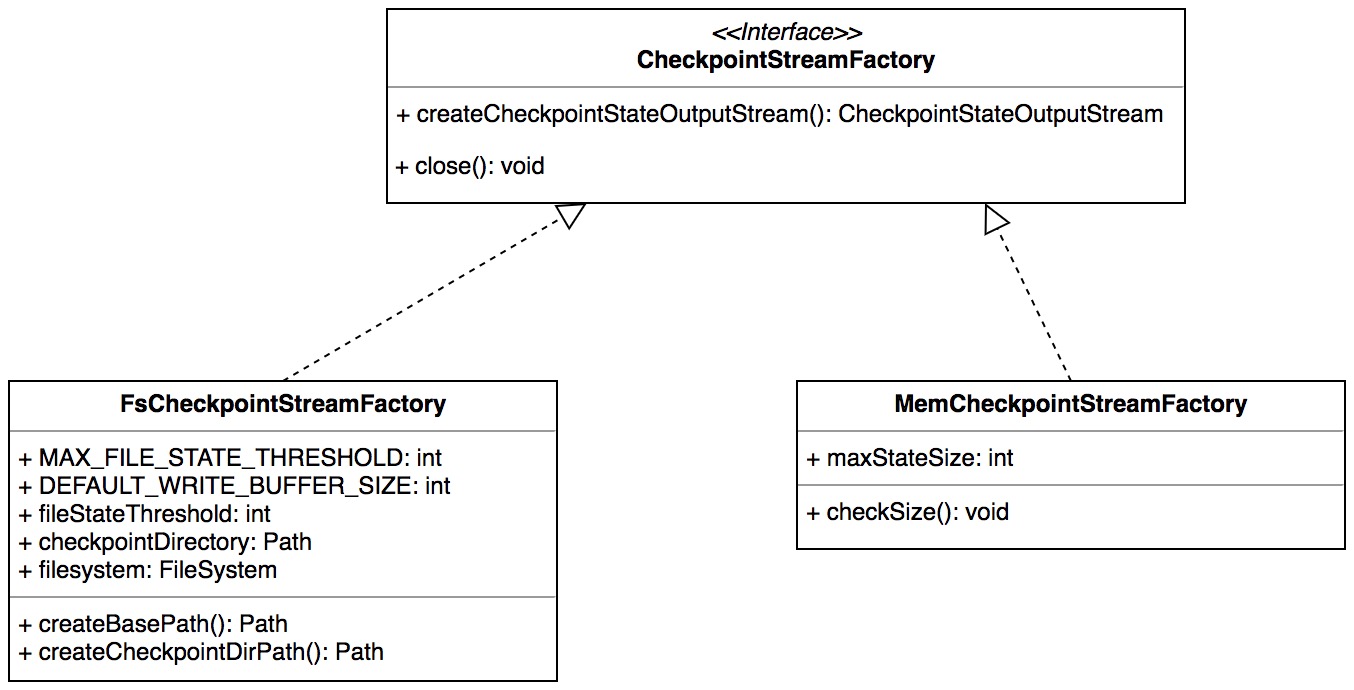 <<Interface>>
CheckpointStreamFactory
+ createCheckpointStateOutputStream(): CheckpointStateOutputStream
+ close(): void
FsCheckpointStreamFactory
+ MAX_FILE_STATE_THRESHOLD: int
+ DEFAULT_WRITE_BUFFER_SIZE: int
+ fileStateThreshold: int
+ checkpointDirectory: Path
+ filesystem: FileSystem
+ createBasePath(): Path
+ createCheckpointDirPath(): Path
MemCheckpointStreamFactory
+ maxStateSize: int
+ checkSize(): void